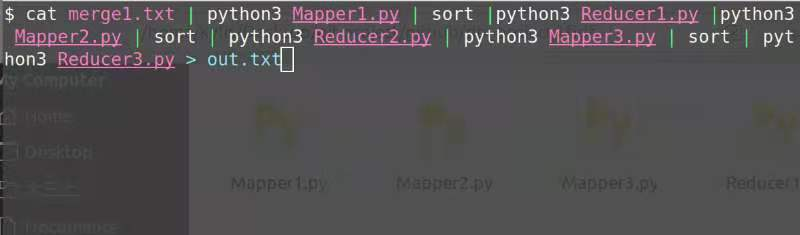 $ cat merge1.txt | python3 Mapper1.py | sort |python3 Reducer1.py |python3
Mapper2.py | sort | python3 Reducer2.py | python3 Mapper3.py | sort | pyt
hon3 Reducer3.py > out.txt
My Computer
Home
Desktop
Documents
Mapper1.py
Mapper2.py
Mapper3.py
Reducer1